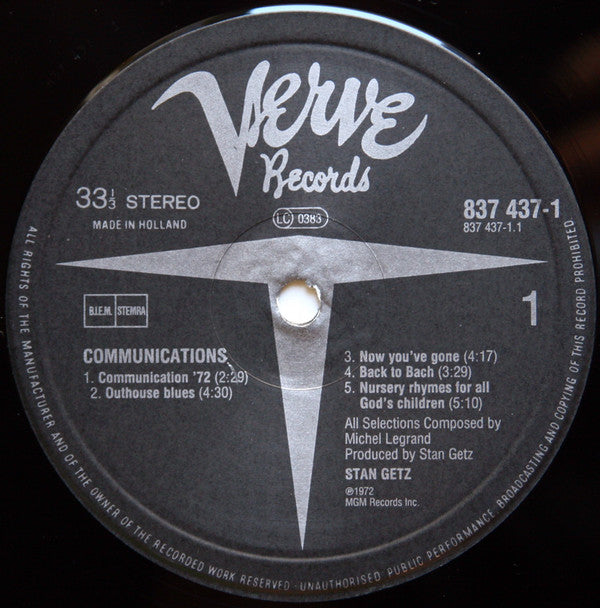 Verve
Records
33 1/3 STEREO
MADE IN HOLLAND
LC 0383
837 437-1
837 437-1.1
B.I.E.M. STEMRA
1
COMMUNICATIONS
1. Communication '72 (2:29)
2. Outhouse blues (4:30)
3. Now you've gone (4:17)
4. Back to Bach (3:29)
5. Nursery rhymes for all
God's children (5:10)
All Selections Composed by
Michel Legrand
Produced by Stan Getz
STAN GETZ
℗1972
MGM Records Inc.
ALL RIGHTS OF THE MANUFACTURER AND OF THE OWNER OF THE RECORDED WORK RESERVED · UNAUTHORISED PUBLIC PERFORMANCE, BROADCASTING AND COPYING OF THIS RECORD PROHIBITED